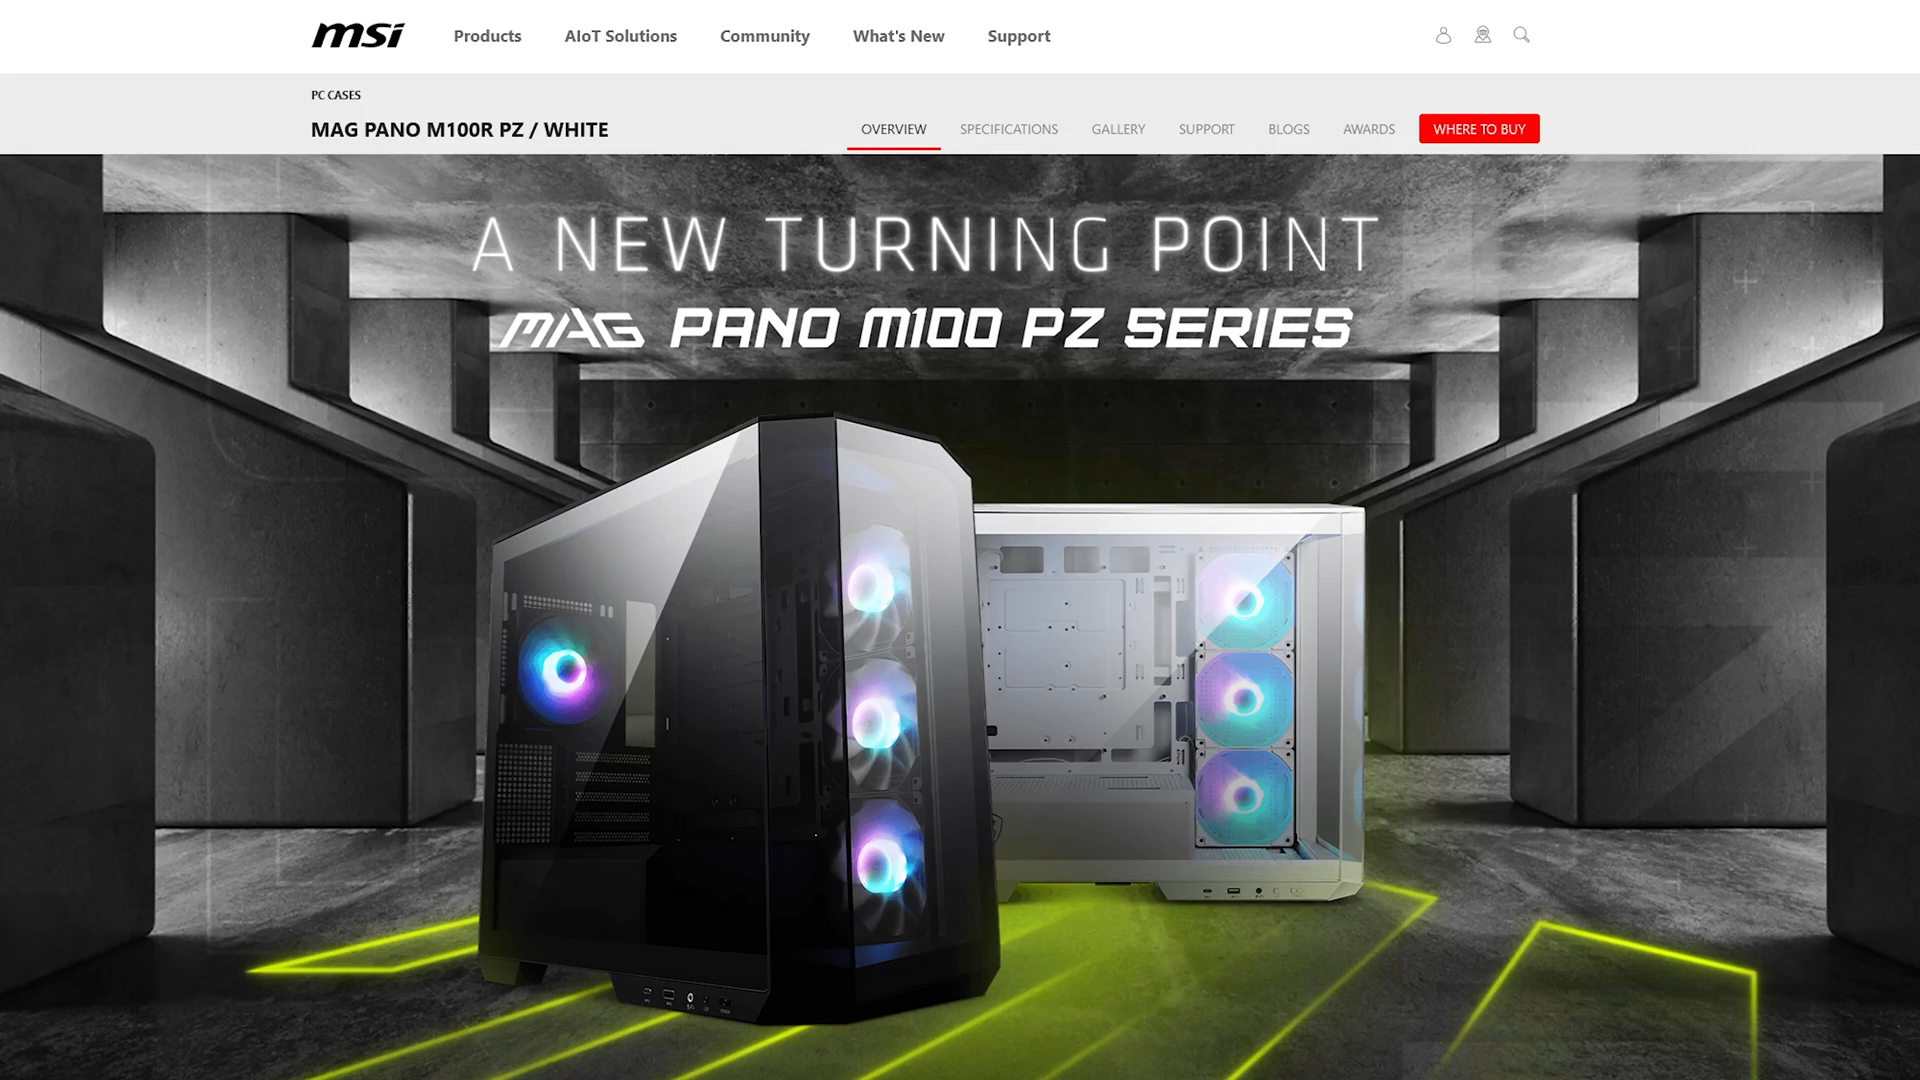 msi
Products
AIoT Solutions
Community
What's New
Support
PC CASES
MAG PANO M100R PZ / WHITE
OVERVIEW
SPECIFICATIONS
GALLERY
SUPPORT
BLOGS
AWARDS
WHERE TO BUY
A NEW TURNING POINT
MAG PANO M100 PZ SERIES